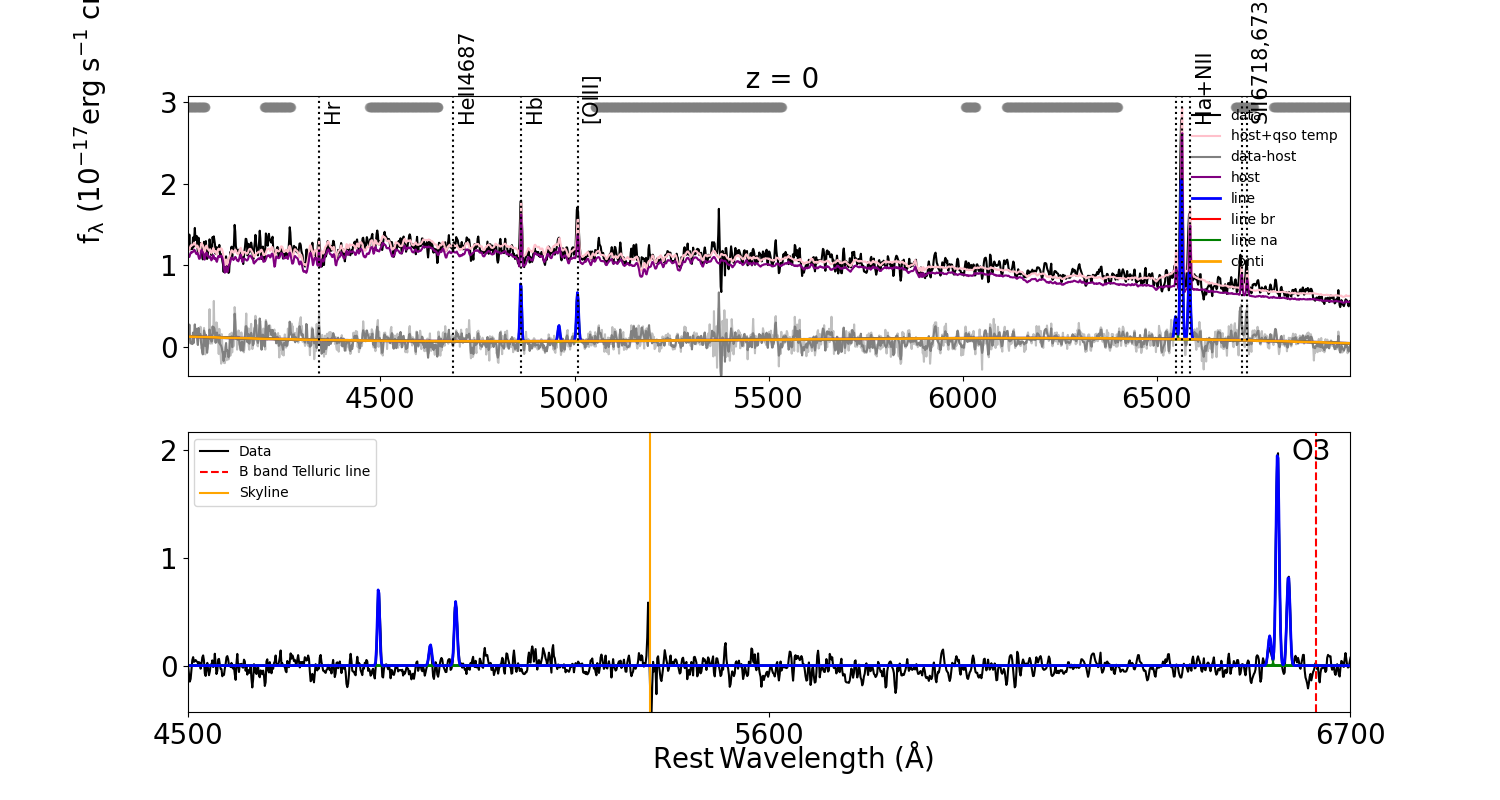 z = 0
f_λ (10^−17 erg s^−1
3
2
1
0
Hr
HeII4687
Hb
[OIII]
Ha+NII
SII6718,673
data
host+qso temp
data-host
host
line
line br
line na
conti
4500 5000 5500 6000 6500
2
1
0
Data
B band Telluric line
Skyline
O3
4500 5600 6700
Rest Wavelength (Å)